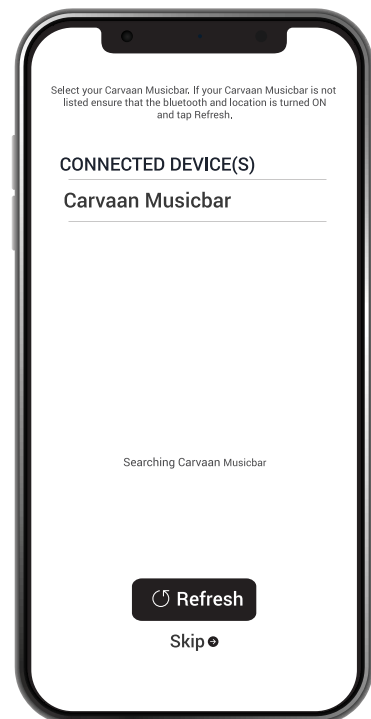 Select your Carvaan Musicbar. If your Carvaan Musicbar is not
listed ensure that the bluetooth and location is turned ON
and tap Refresh.
CONNECTED DEVICE(S)
Carvaan Musicbar
Searching Carvaan Musicbar
Refresh
Skip